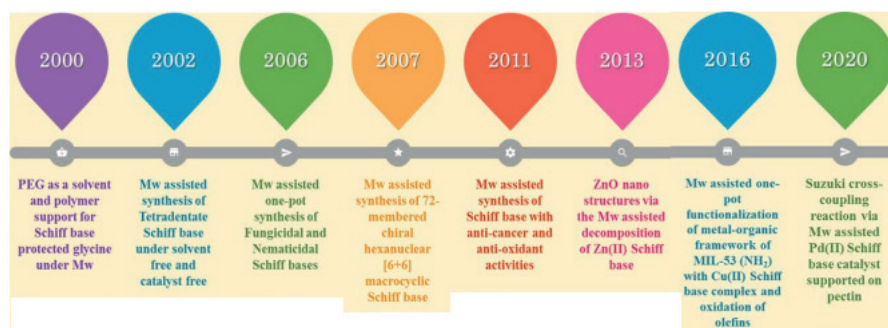 2000
2002
2006
2007
2011
2013
2016
2020
PEG as a solvent
and polymer
support for
Schiff base
protected glycine
under Mw
Mw assisted
synthesis of
Tetradentate
Schiff base
under solvent
free and
catalyst free
Mw assisted
one-pot
synthesis of
Fungicidal and
Nematicidal
Schiff bases
Mw assisted
synthesis of 72-
membered
chiral
hexanuclear
[6+6]
macrocyclic
Schiff base
Mw assisted
synthesis of
Schiff base with
anti-cancer and
anti-oxidant
activities
ZnO nano
structures via
the Mw assisted
decomposition
of Zn(II) Schiff
base
Mw assisted one-
pot
functionalization
of metal-organic
framework of
MIL-53 (NH₂)
with Cu(II) Schiff
base complex and
oxidation of
olefins
Suzuki cross-
coupling
reaction via
Mw assisted
Pd(II) Schiff
base catalyst
supported on
pectin